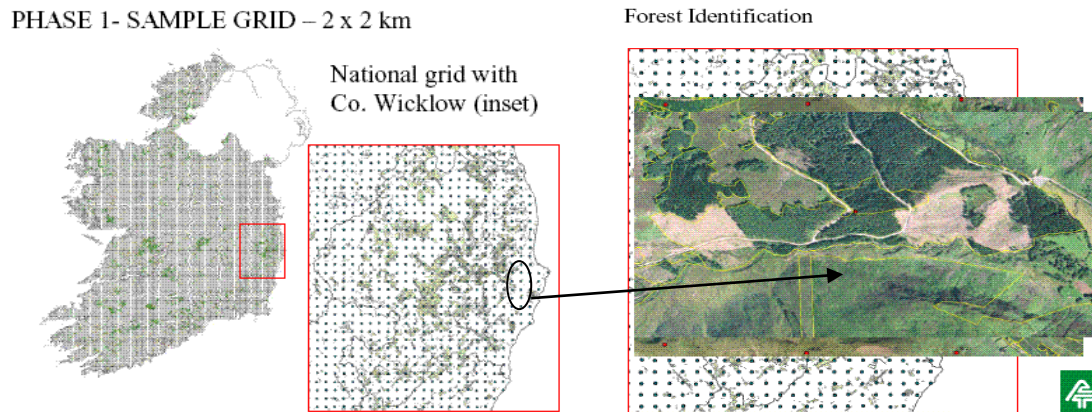 PHASE 1- SAMPLE GRID – 2 x 2 km
Forest Identification
National grid with
Co. Wicklow (inset)